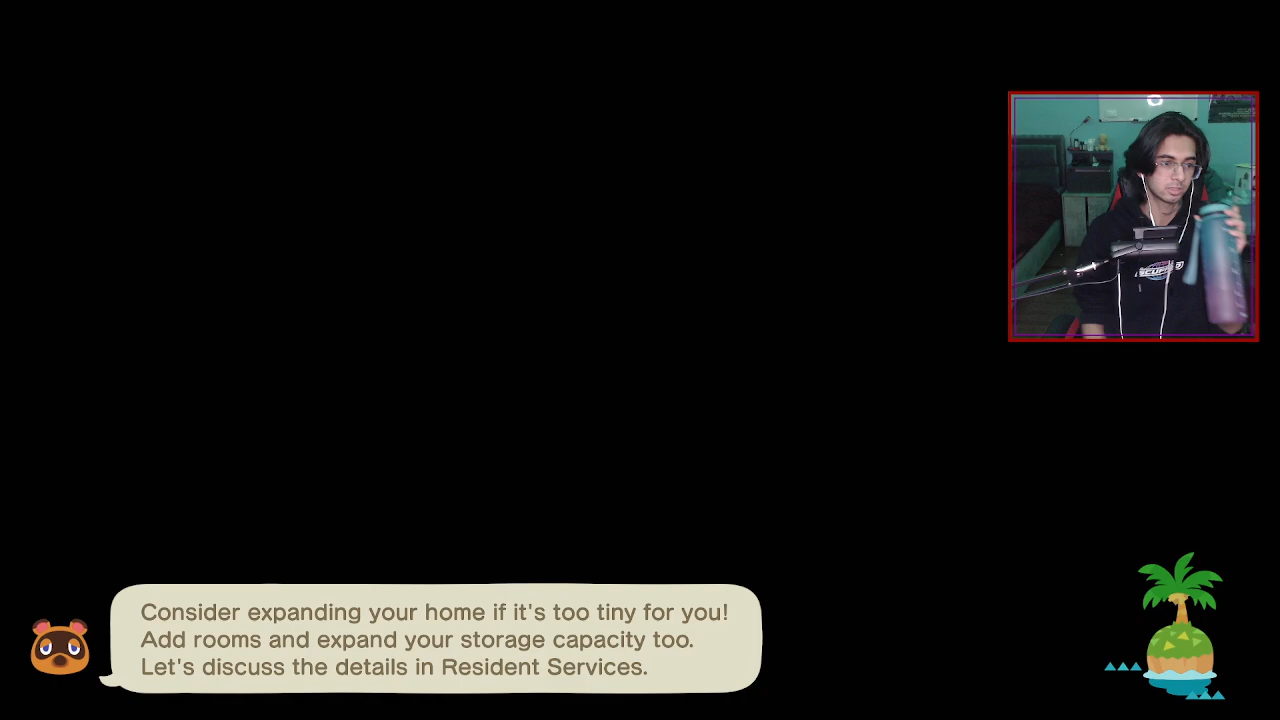 Consider expanding your home if it's too tiny for you!
Add rooms and expand your storage capacity too.
Let's discuss the details in Resident Services.